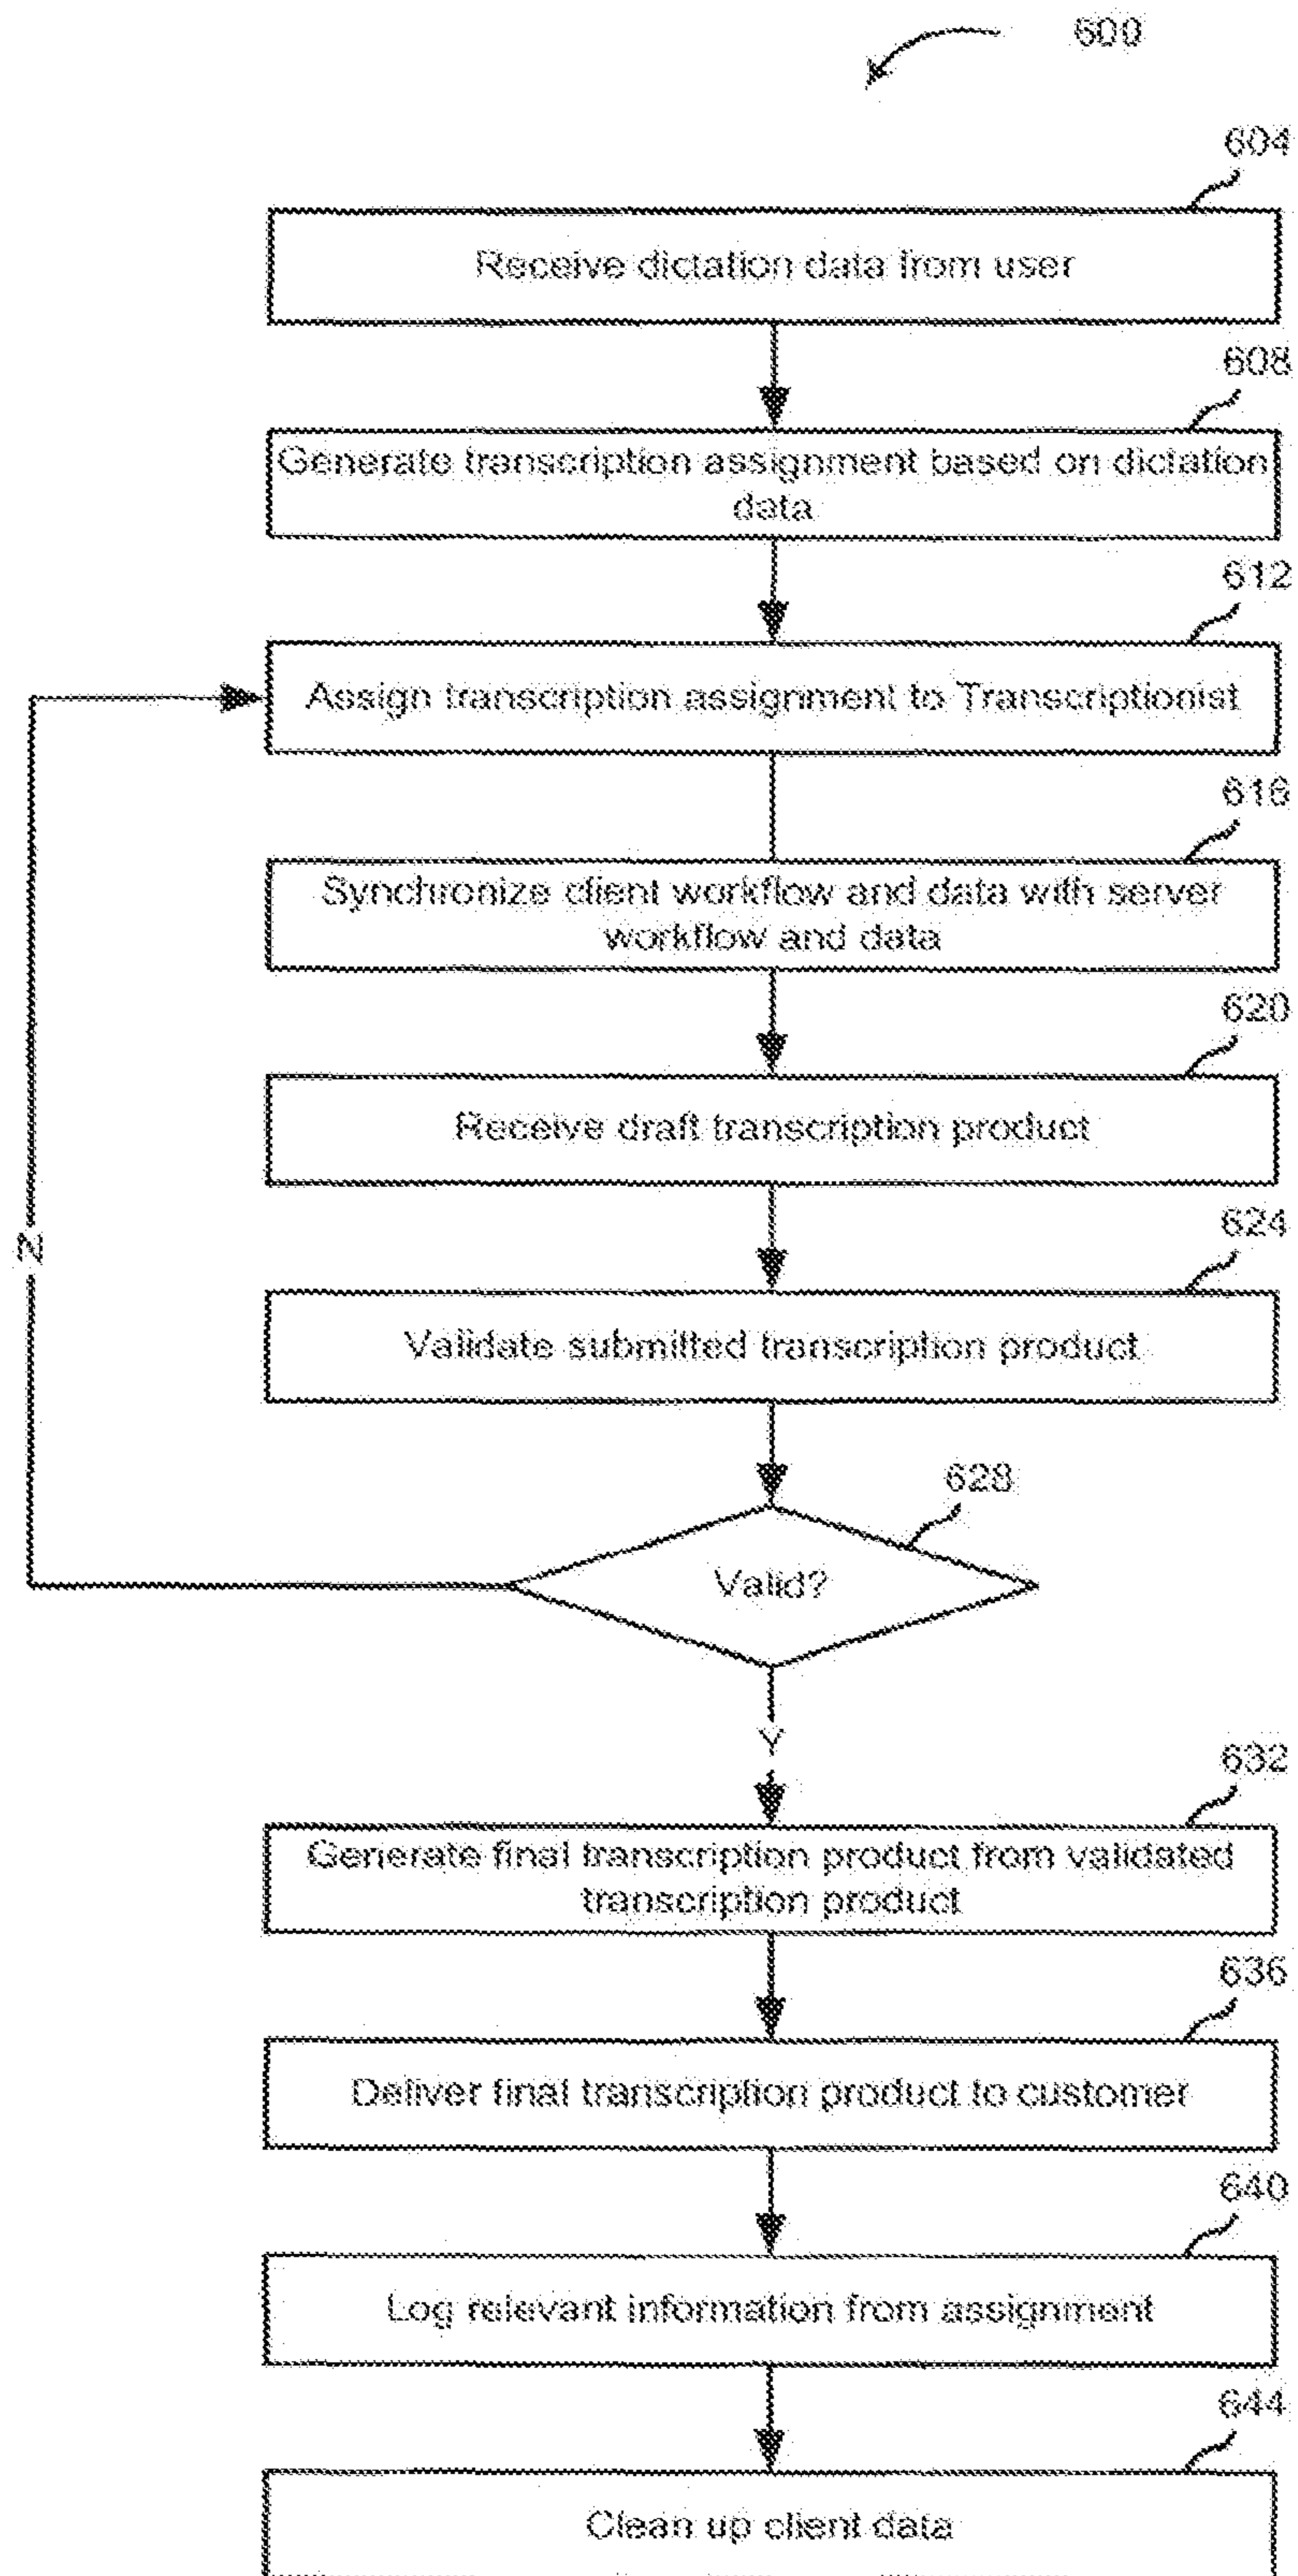 600
604
Receive dictation data from user
608
Generate transcription assignment based on dictation
data
612
Assign transcription assignment to Transcriptionist
616
Synchronize client workflow and data with server
workflow and data
620
Receive draft transcription product
N
624
Validate submitted transcription product
628
Valid?
Y
632
Generate final transcription product from validated
transcription product
636
Deliver final transcription product to customer
640
Log relevant information from assignment
644
Clean up client data